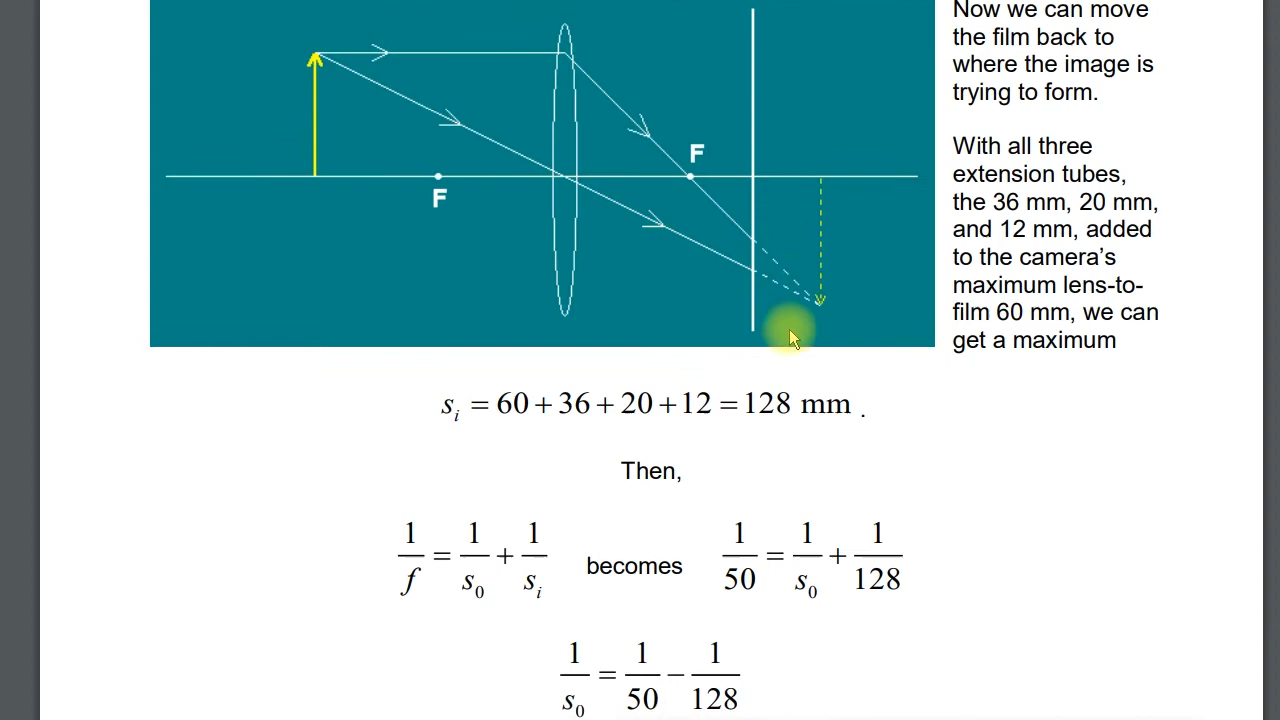 Now we can move
the film back to
where the image is
trying to form.
F
F
With all three
extension tubes,
the 36 mm, 20 mm,
and 12 mm, added
to the camera’s
maximum lens-to-
film 60 mm, we can
get a maximum
s_i = 60 + 36 + 20 + 12 = 128 mm .
Then,
1/f = 1/s_0 + 1/s_i becomes 1/50 = 1/s_0 + 1/128
1/s_0 = 1/50 − 1/128